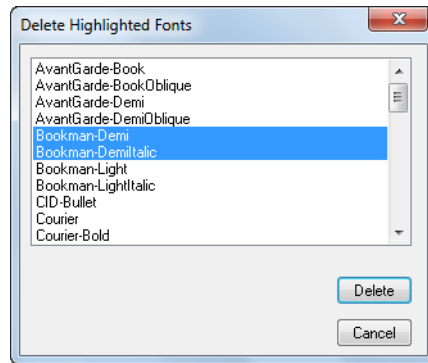 Delete Highlighted Fonts
AvantGarde-Book
AvantGarde-BookOblique
AvantGarde-Demi
AvantGarde-DemiOblique
Bookman-Demi
Bookman-DemiItalic
Bookman-Light
Bookman-LightItalic
CID-Bullet
Courier
Courier-Bold
Delete
Cancel